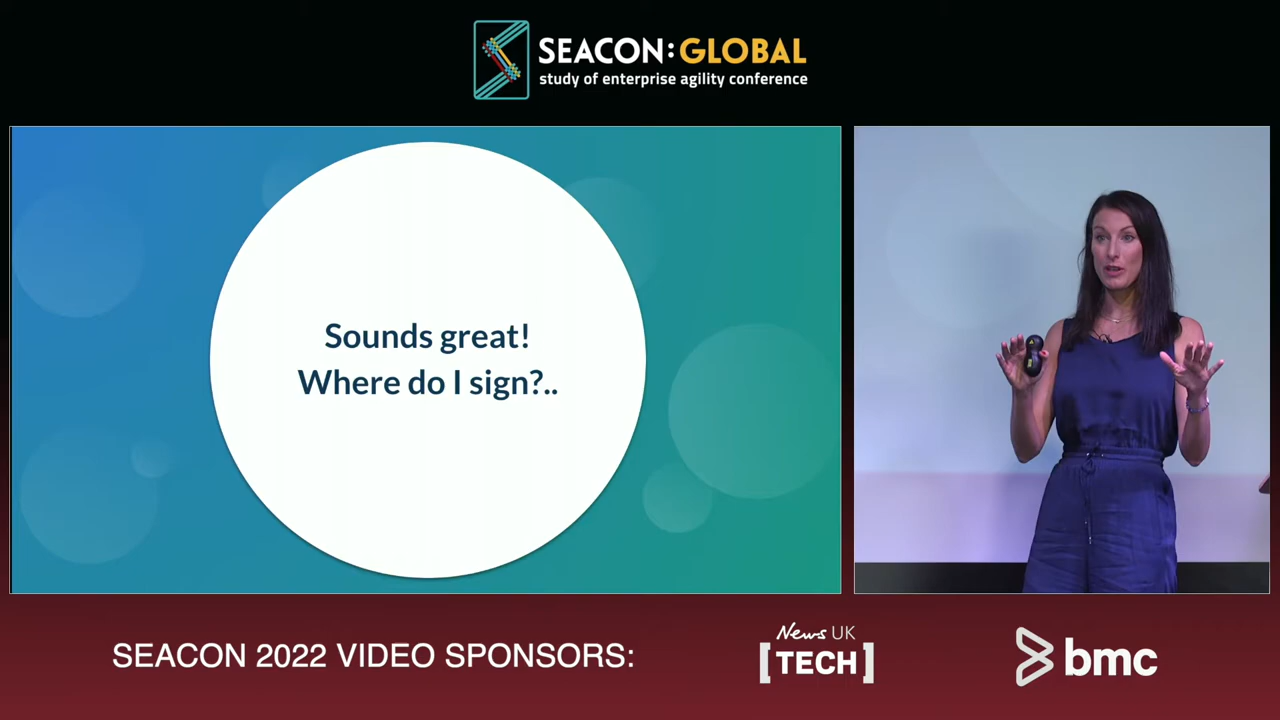 SEACON:GLOBAL
study of enterprise agility conference
Sounds great!
Where do I sign?..
SEACON 2022 VIDEO SPONSORS:
News UK
[TECH]
bmc